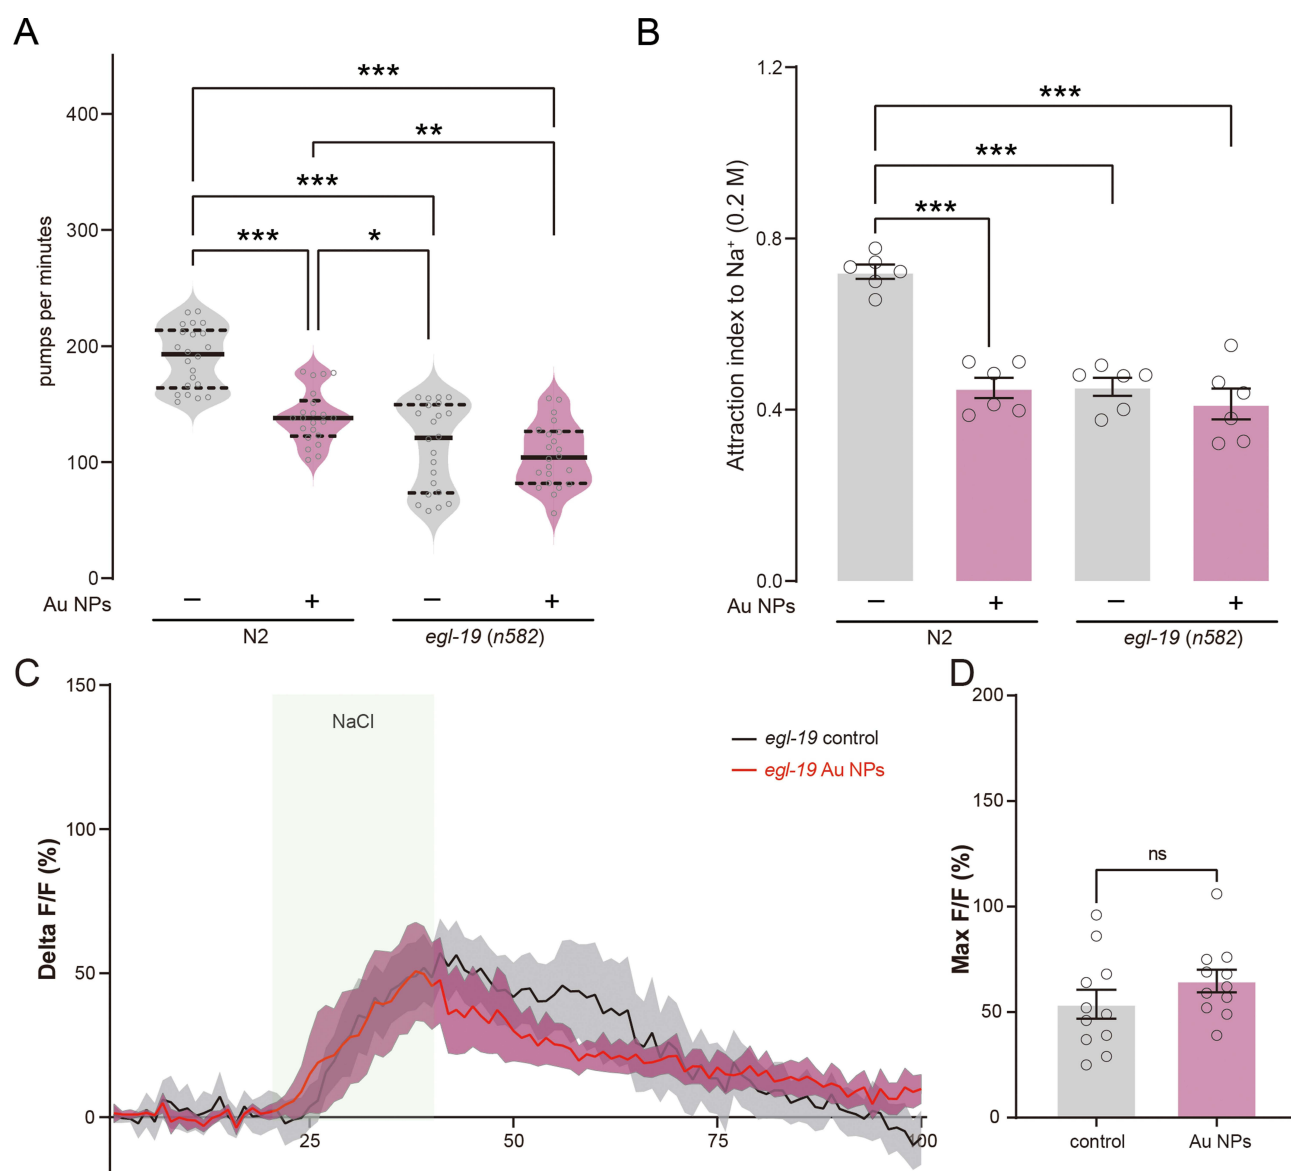 A
pumps per minutes
400
300
200
100
0
***
**
***
***
*
Au NPs
− + − +
N2
egl-19 (n582)
B
Attraction index to Na⁺ (0.2 M)
1.2
0.8
0.4
0.0
***
***
***
Au NPs
− + − +
N2
egl-19 (n582)
C
Delta F/F (%)
150
100
50
0
NaCl
egl-19 control
egl-19 Au NPs
25
50
75
100
D
Max F/F (%)
200
150
100
50
0
ns
control
Au NPs